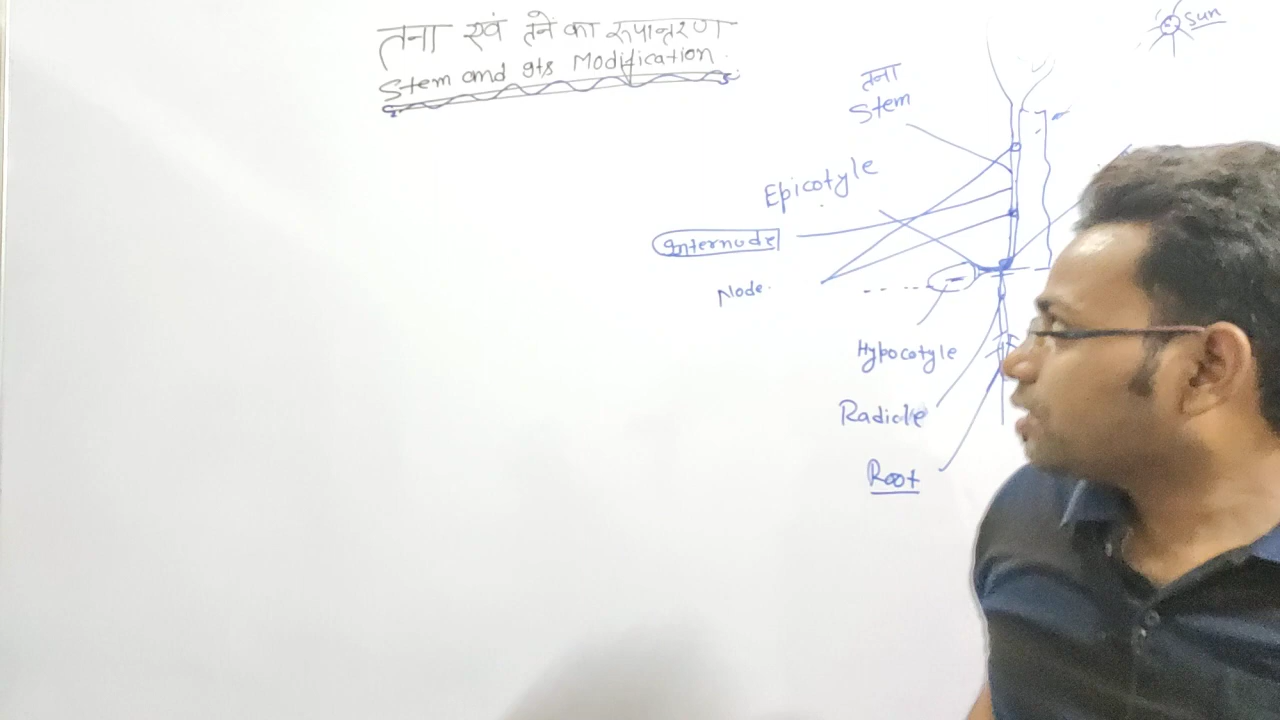 तना एवं तने का रूपान्तरण
Stem and Its Modification
Sun
तना
Stem
Epicotyle
Internode
Node
Hypocotyle
Radicle
Root